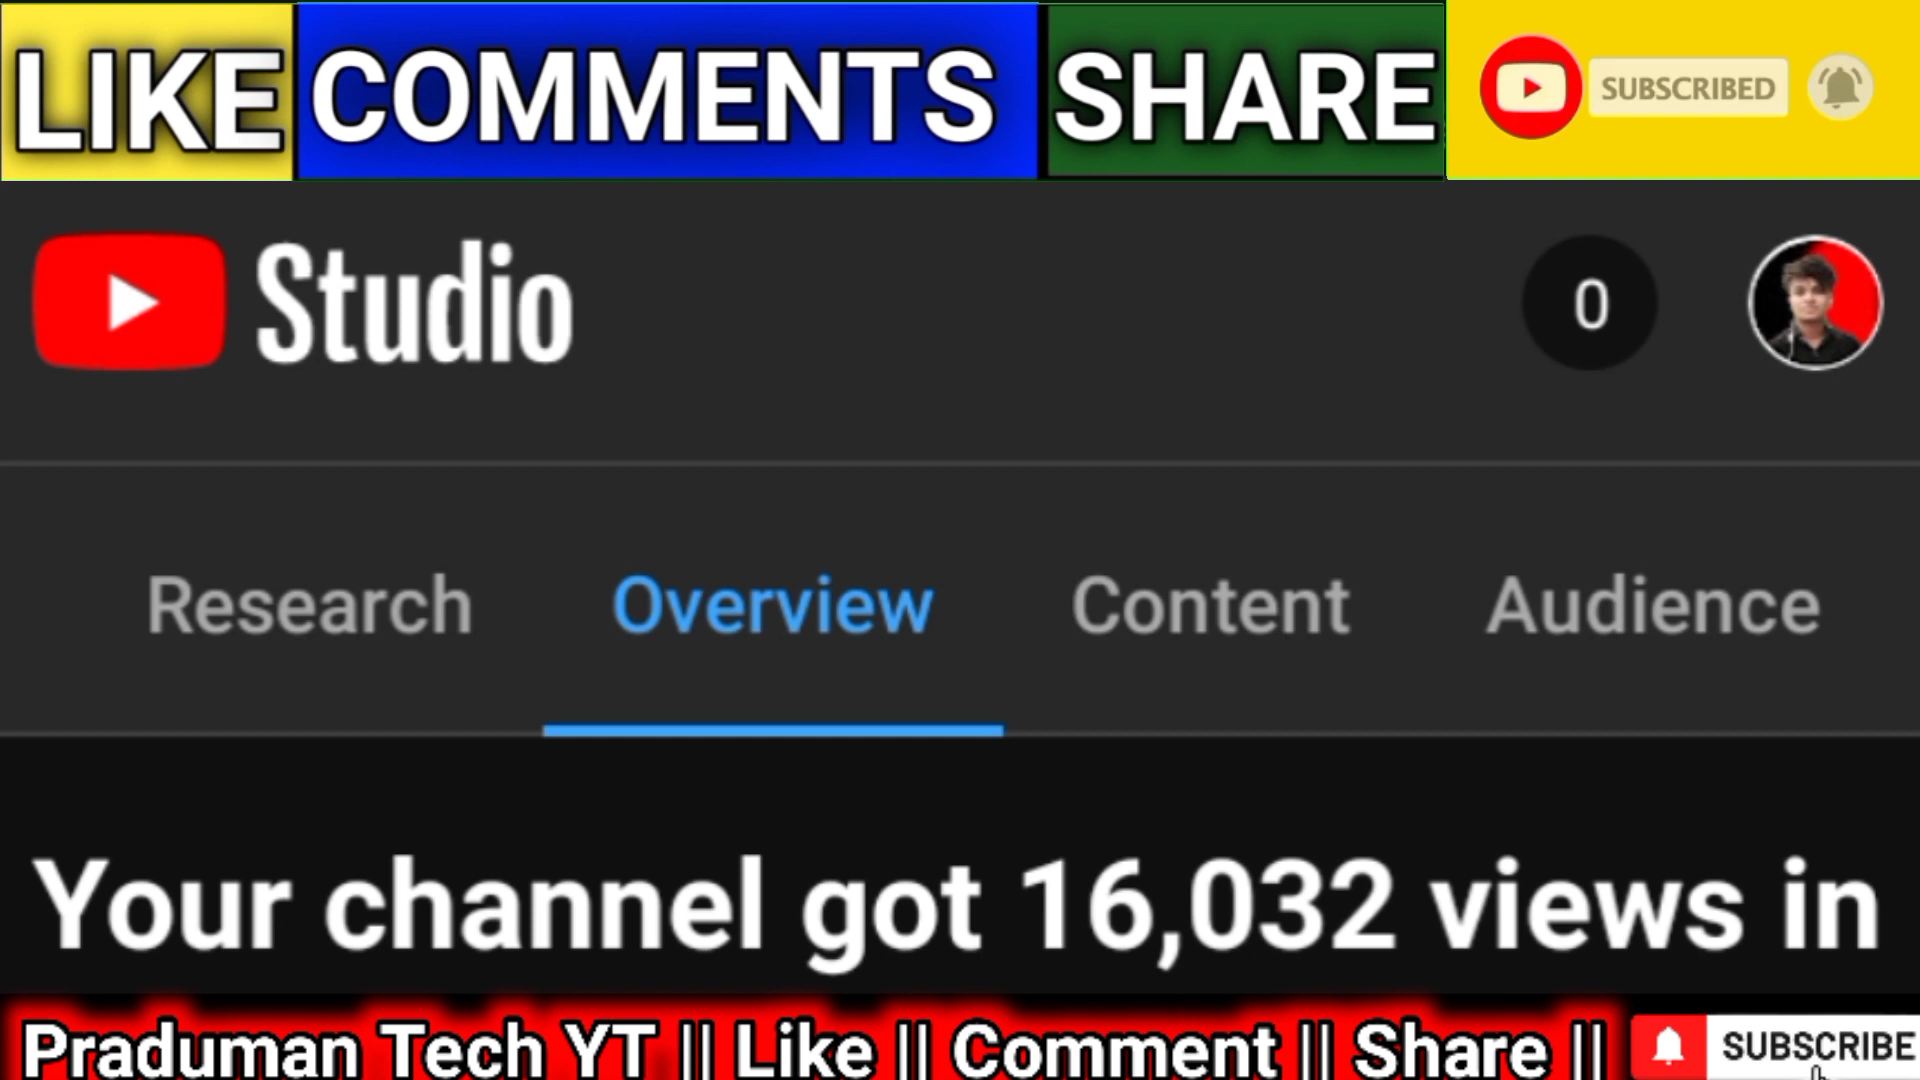 LIKE COMMENTS SHARE SUBSCRIBED
Studio 0
Research Overview Content Audience
Your channel got 16,032 views in
Praduman Tech YT || Like || Comment || Share || SUBSCRIBE